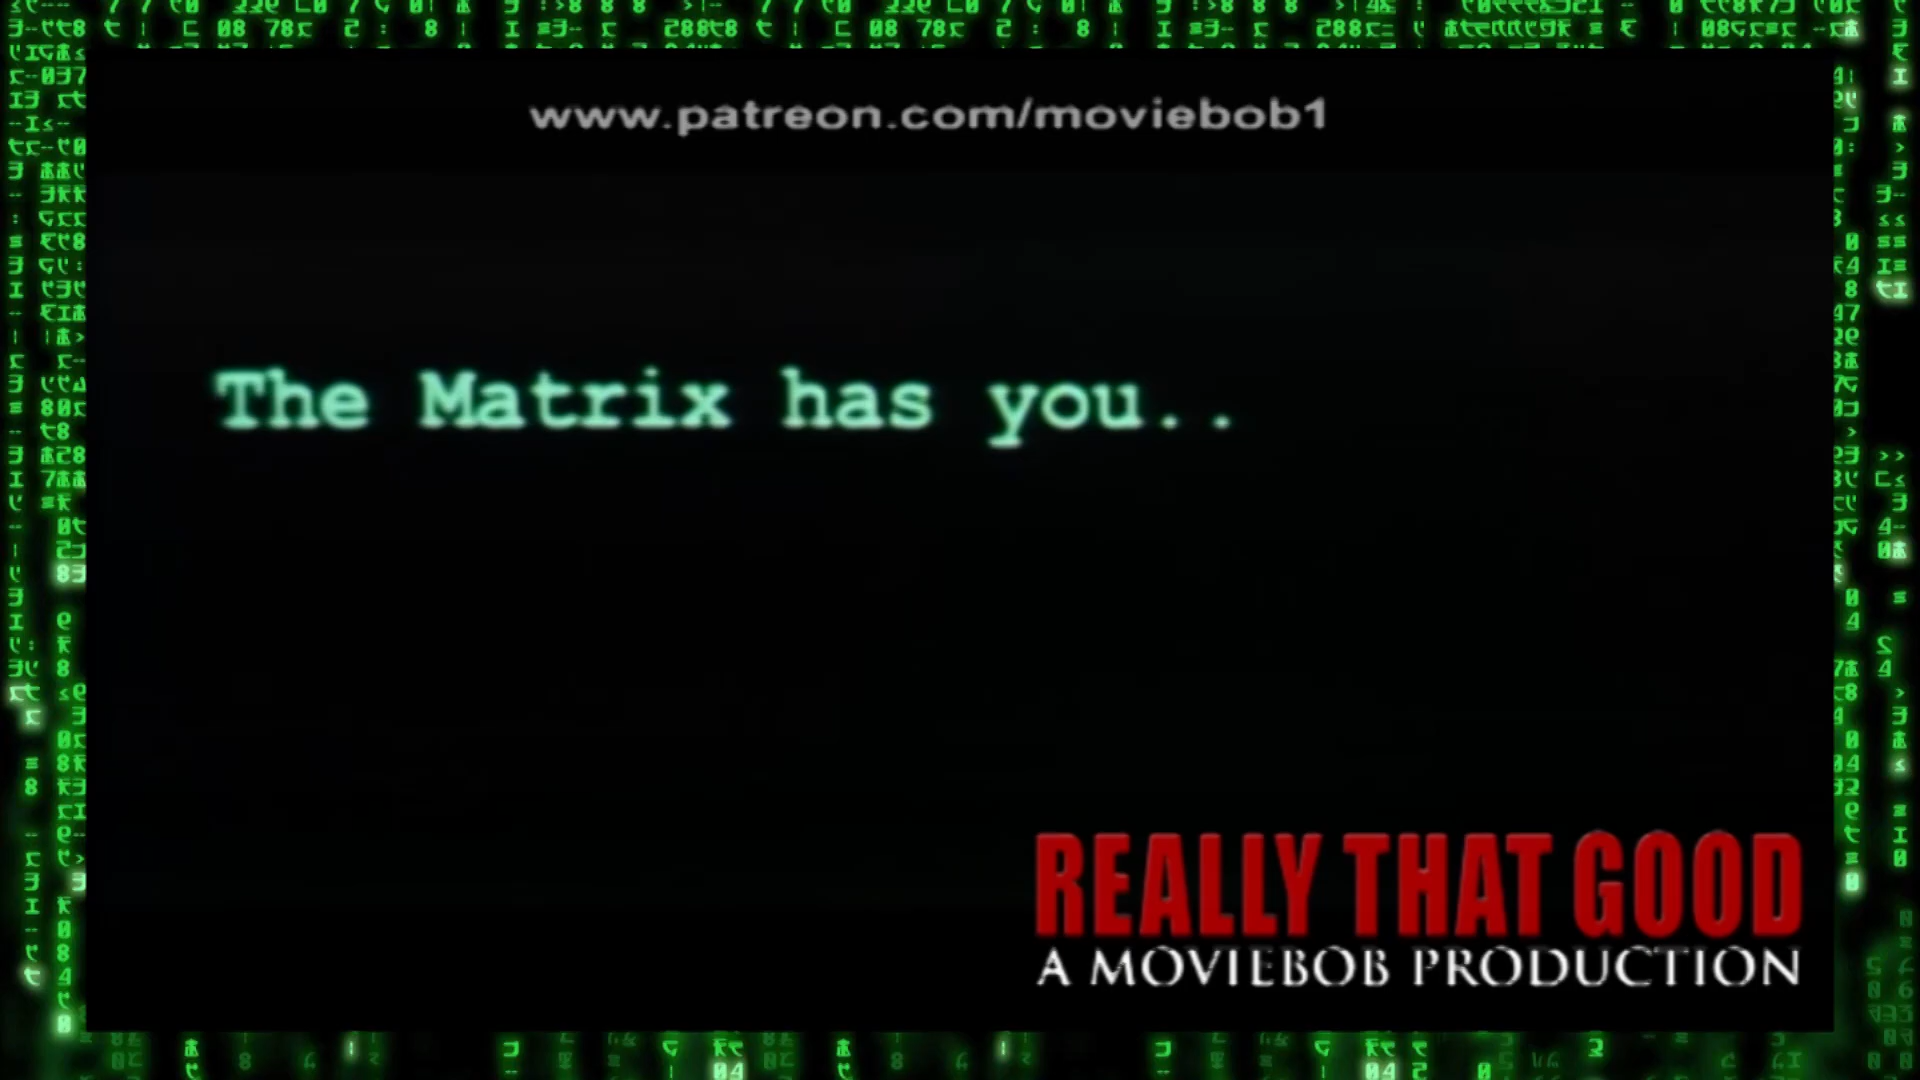 www.patreon.com/moviebob1
The Matrix has you..
REALLY THAT GOOD
A MOVIEBOB PRODUCTION